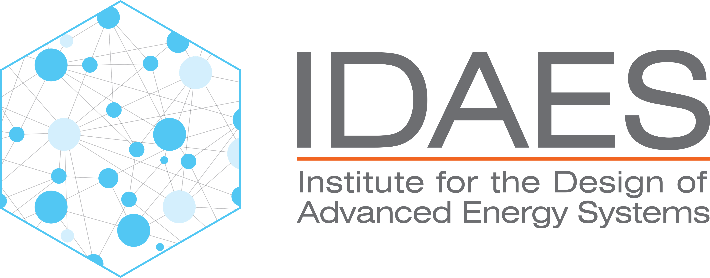 IDAES
Institute for the Design of
Advanced Energy Systems